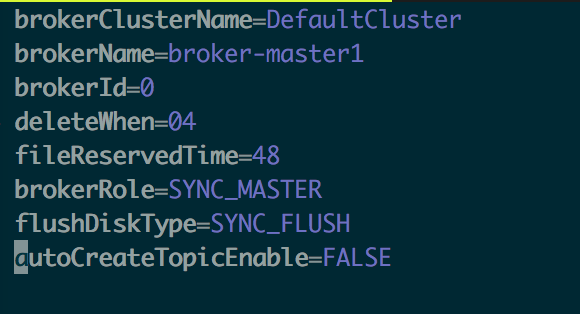 brokerClusterName=DefaultCluster
brokerName=broker-master1
brokerId=0
deleteWhen=04
fileReservedTime=48
brokerRole=SYNC_MASTER
flushDiskType=SYNC_FLUSH
autoCreateTopicEnable=FALSE